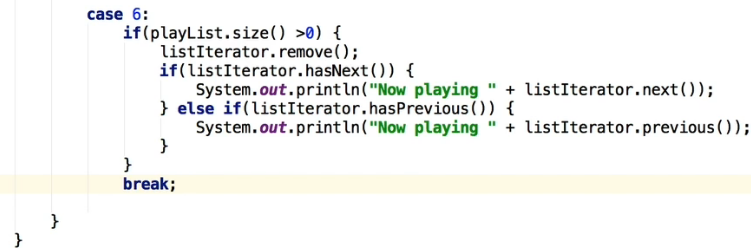 case 6:
if(playList.size() >0) {
listIterator.remove();
if(listIterator.hasNext()) {
System.out.println("Now playing " + listIterator.next());
} else if(listIterator.hasPrevious()) {
System.out.println("Now playing " + listIterator.previous());
}
}
break;
}
}